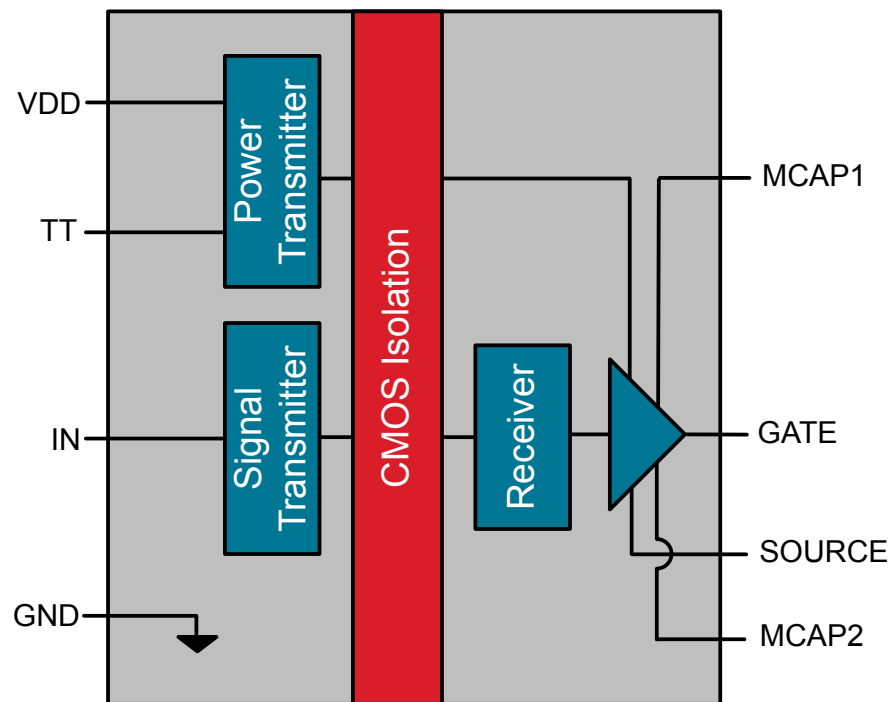 VDD
TT
IN
GND
Power
Transmitter
Signal
Transmitter
CMOS Isolation
Receiver
MCAP1
GATE
SOURCE
MCAP2